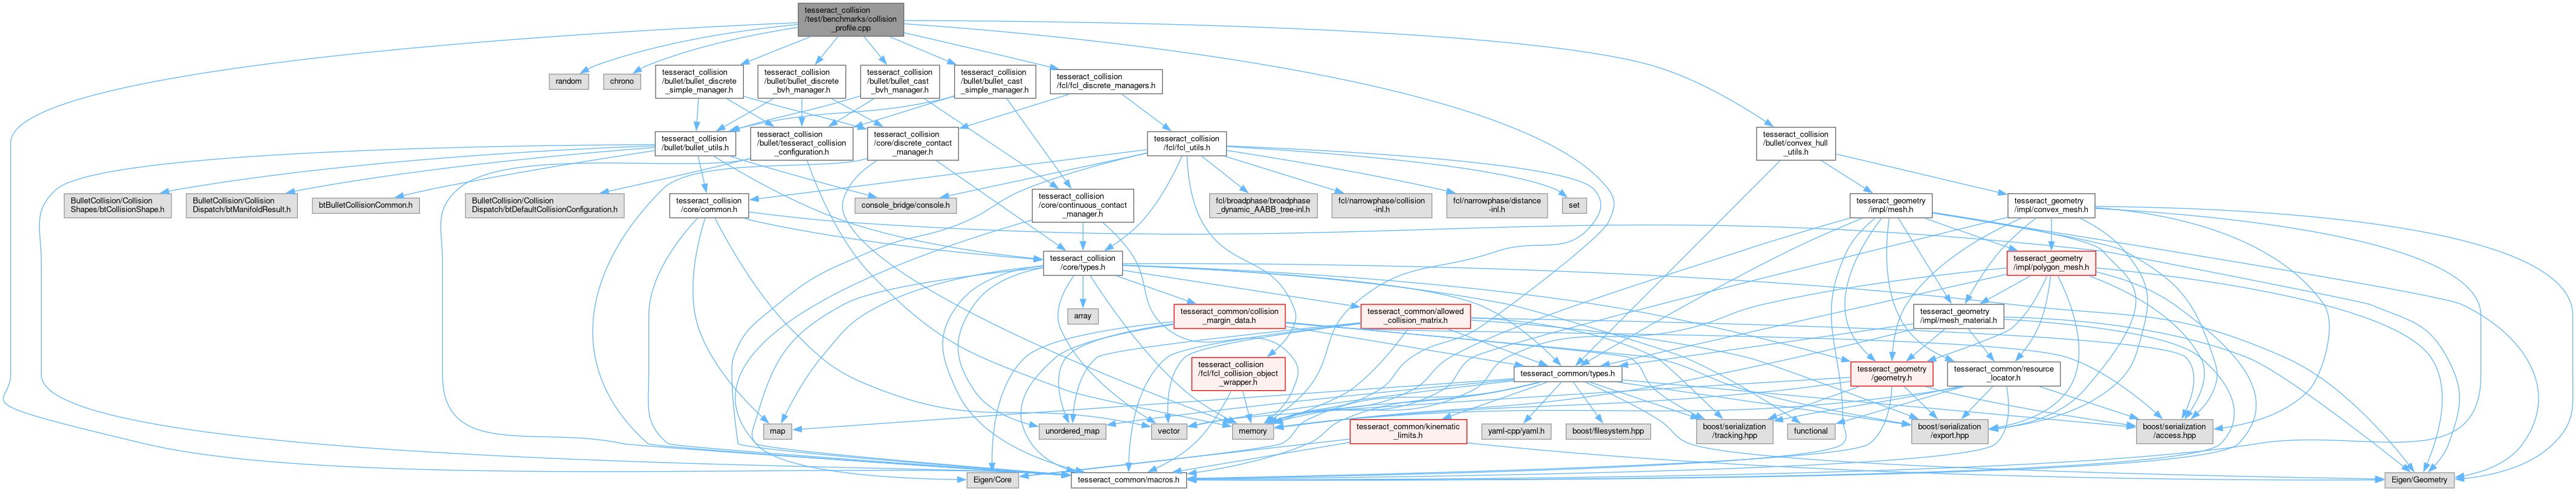 tesseract_collision
/test/benchmarks/collision
_profile.cpp
random
chrono
tesseract_collision
/bullet/bullet_discrete
_simple_manager.h
tesseract_collision
/bullet/bullet_discrete
_bvh_manager.h
tesseract_collision
/bullet/bullet_cast
_bvh_manager.h
tesseract_collision
/bullet/bullet_cast
_simple_manager.h
tesseract_collision
/fcl/fcl_discrete_managers.h
tesseract_collision
/bullet/bullet_utils.h
tesseract_collision
/bullet/tesseract_collision
_configuration.h
tesseract_collision
/core/discrete_contact
_manager.h
tesseract_collision
/fcl/fcl_utils.h
tesseract_collision
/bullet/convex_hull
_utils.h
BulletCollision/Collision
Shapes/btCollisionShape.h
BulletCollision/Collision
Dispatch/btManifoldResult.h
btBulletCollisionCommon.h
BulletCollision/Collision
Dispatch/btDefaultCollisionConfiguration.h
tesseract_collision
/core/common.h
console_bridge/console.h
tesseract_collision
/core/continuous_contact
_manager.h
fcl/broadphase/broadphase
_dynamic_AABB_tree-inl.h
fcl/narrowphase/collision
-inl.h
fcl/narrowphase/distance
-inl.h
set
tesseract_geometry
/impl/mesh.h
tesseract_geometry
/impl/convex_mesh.h
tesseract_collision
/core/types.h
tesseract_geometry
/impl/polygon_mesh.h
array
tesseract_common/collision
_margin_data.h
tesseract_common/allowed
_collision_matrix.h
tesseract_geometry
/impl/mesh_material.h
tesseract_collision
/fcl/fcl_collision_object
_wrapper.h
tesseract_common/types.h
tesseract_geometry
/geometry.h
tesseract_common/resource
_locator.h
map
unordered_map
vector
memory
tesseract_common/kinematic
_limits.h
yaml-cpp/yaml.h
boost/filesystem.hpp
boost/serialization
/tracking.hpp
functional
boost/serialization
/export.hpp
boost/serialization
/access.hpp
Eigen/Core
tesseract_common/macros.h
Eigen/Geometry